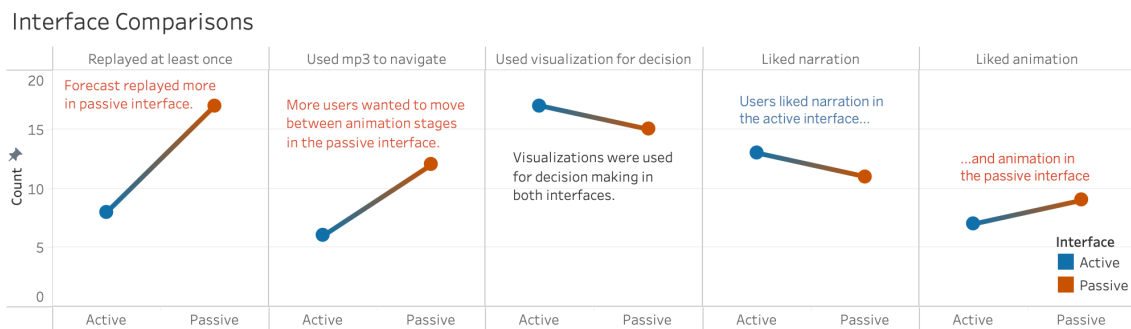 Interface Comparisons
Replayed at least once
Used mp3 to navigate
Used visualization for decision
Liked narration
Liked animation
Count
20
15
10
5
0
Forecast replayed more
in passive interface.
More users wanted to move
between animation stages
in the passive interface.
Visualizations were used
for decision making in
both interfaces.
Users liked narration in
the active interface...
...and animation in
the passive interface
Interface
Active
Passive
Active Passive
Active Passive
Active Passive
Active Passive
Active Passive